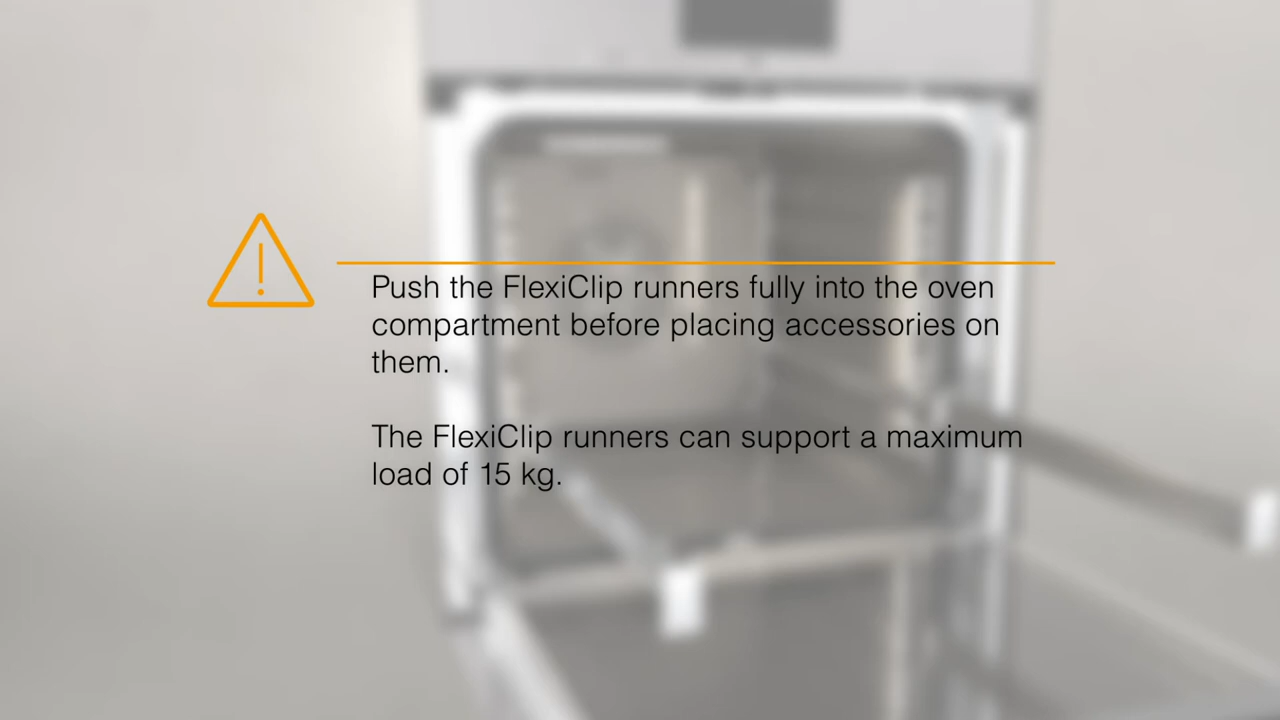 Push the FlexiClip runners fully into the oven
compartment before placing accessories on
them.
The FlexiClip runners can support a maximum
load of 15 kg.